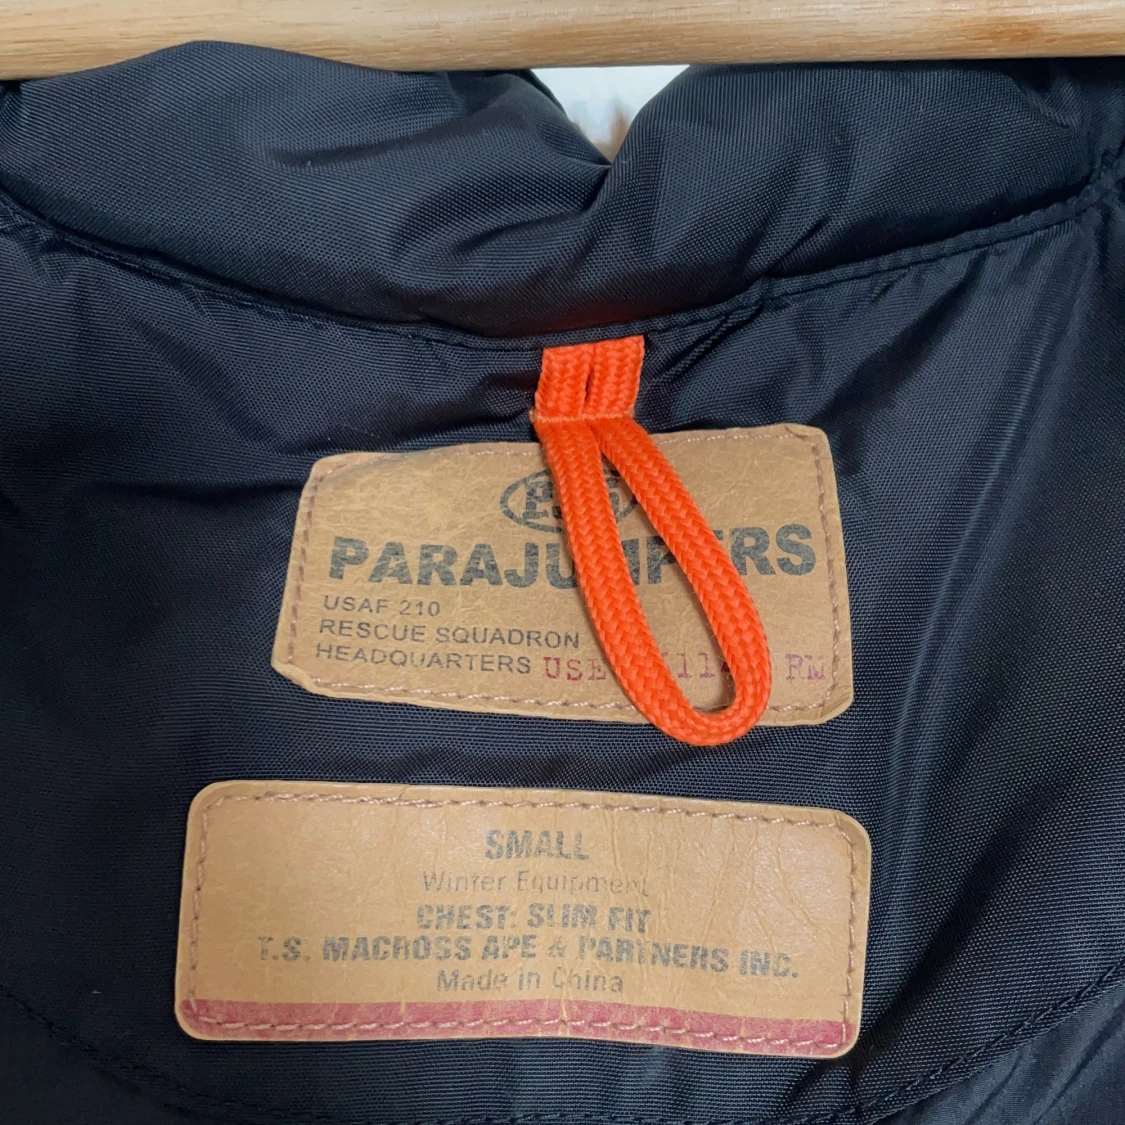 PARAJUMPERS
USAF 210
RESCUE SQUADRON
HEADQUARTERS
SMALL
Winter Equipment
CHEST: SLIM FIT
T.S. MACROSS APE & PARTNERS INC.
Made in China